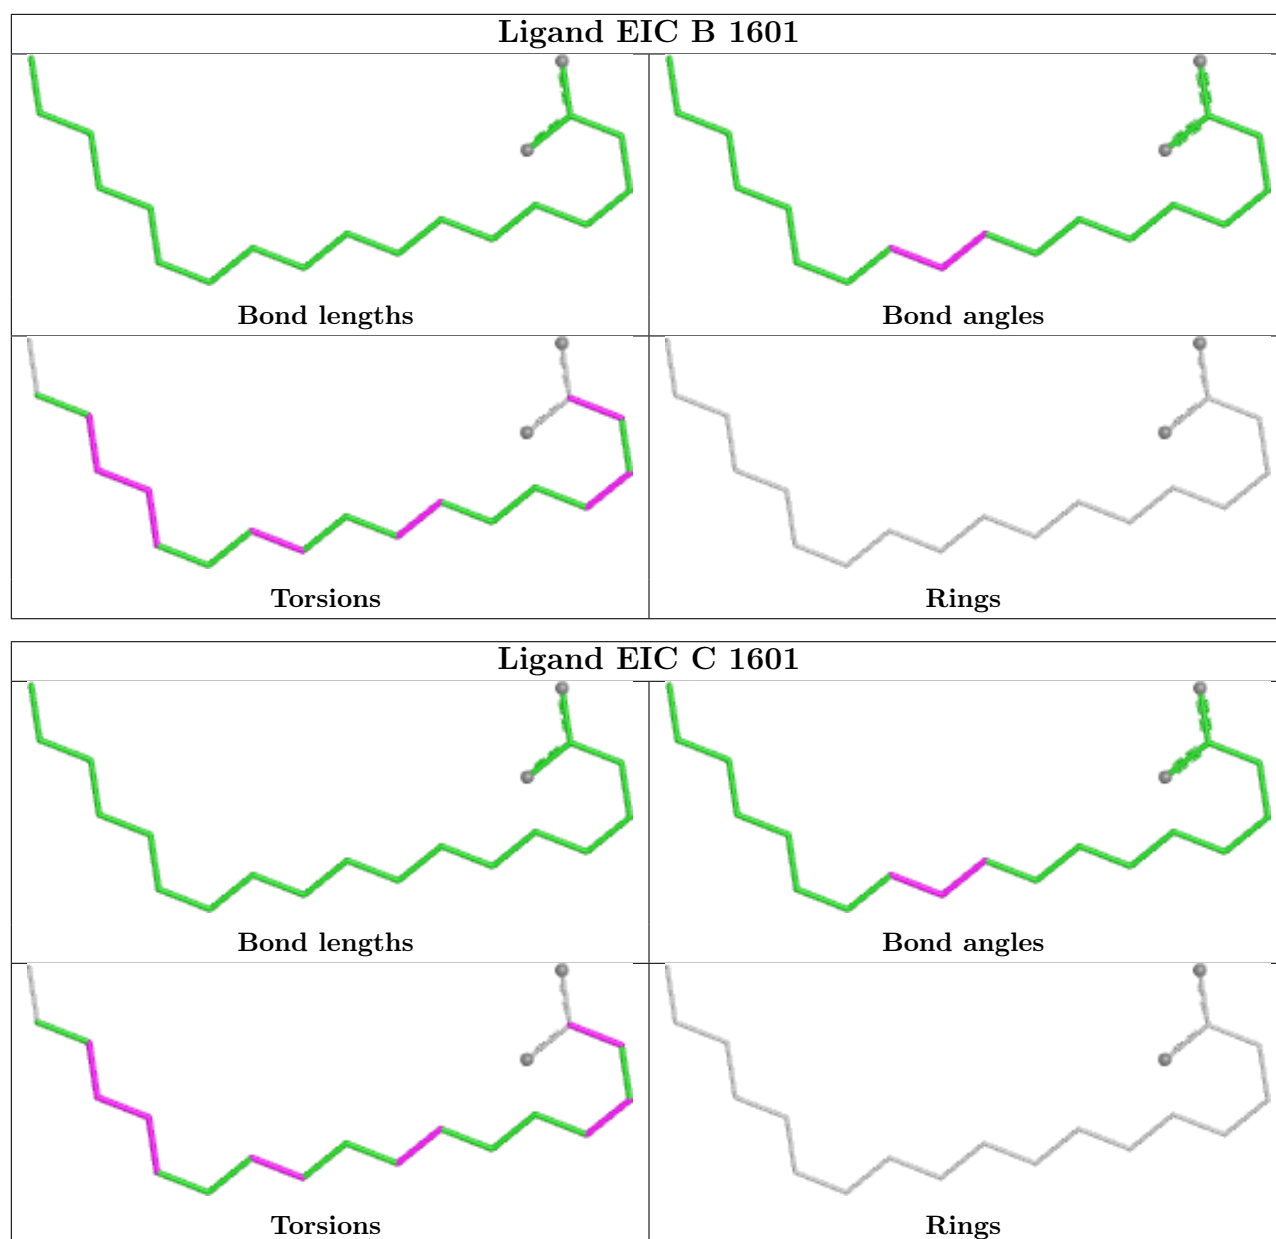 Ligand EIC B 1601
Bond lengths
Bond angles
Torsions
Rings
Ligand EIC C 1601
Bond lengths
Bond angles
Torsions
Rings